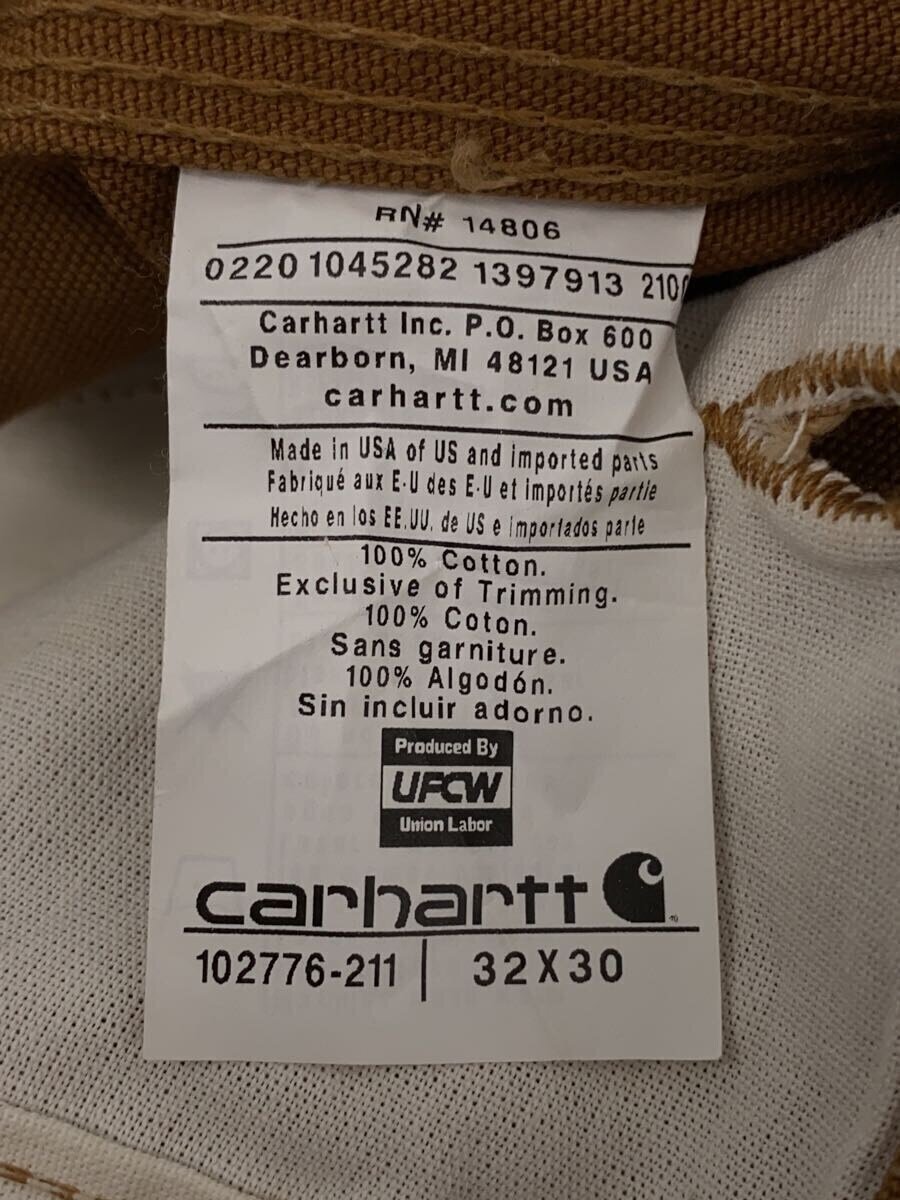 RN# 14806
0220 1045282 1397913 210
Carhartt Inc. P.O. Box 600
Dearborn, MI 48121 USA
carhartt.com
Made in USA of US and imported parts
Fabriqué aux E-U des E-U et importés partie
Hecho en los EE.UU. de US e importados parte
100% Cotton.
Exclusive of Trimming.
100% Coton.
Sans garniture.
100% Algodón.
Sin incluir adorno.
Produced By
UFCW
Union Labor
carhartt
102776-211 | 32 X 30